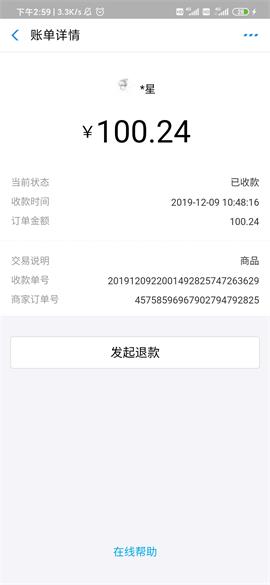 下午2:59 | 3.3K/s
账单详情
*星
¥100.24
当前状态 已收款
收款时间 2019-12-09 10:48:16
订单金额 100.24
交易说明 商品
收款单号 2019120922001492825747263629
商家订单号 45758596967902794792825
发起退款
在线帮助